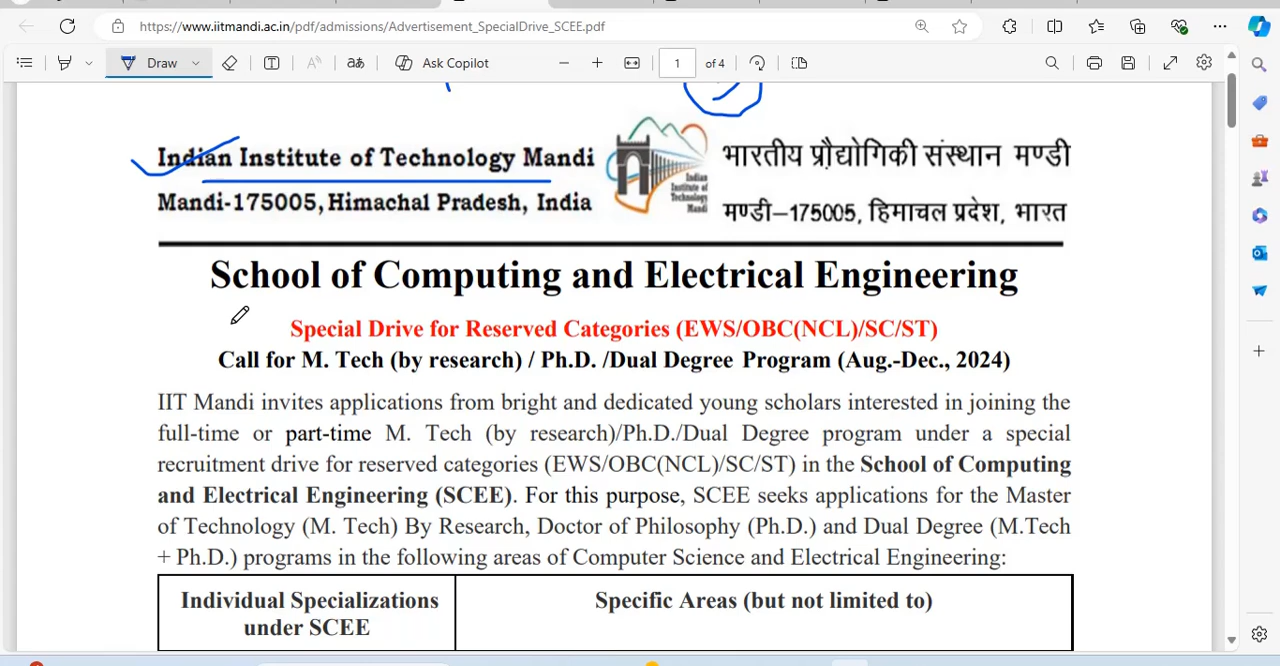 https://www.iitmandi.ac.in/pdf/admissions/Advertisement_SpecialDrive_SCEE.pdf
Draw
A
aあ
Ask Copilot
1
of 4
Indian Institute of Technology Mandi
Mandi-175005, Himachal Pradesh, India
Indian
Institute of
Technology
Mandi
भारतीय प्रौद्योगिकी संस्थान मण्डी
मण्डी–175005, हिमाचल प्रदेश, भारत
School of Computing and Electrical Engineering
Special Drive for Reserved Categories (EWS/OBC(NCL)/SC/ST)
Call for M. Tech (by research) / Ph.D. /Dual Degree Program (Aug.-Dec., 2024)
IIT Mandi invites applications from bright and dedicated young scholars interested in joining the
full-time or part-time M. Tech (by research)/Ph.D./Dual Degree program under a special
recruitment drive for reserved categories (EWS/OBC(NCL)/SC/ST) in the School of Computing
and Electrical Engineering (SCEE). For this purpose, SCEE seeks applications for the Master
of Technology (M. Tech) By Research, Doctor of Philosophy (Ph.D.) and Dual Degree (M.Tech
+ Ph.D.) programs in the following areas of Computer Science and Electrical Engineering:
Individual Specializations
under SCEE
Specific Areas (but not limited to)